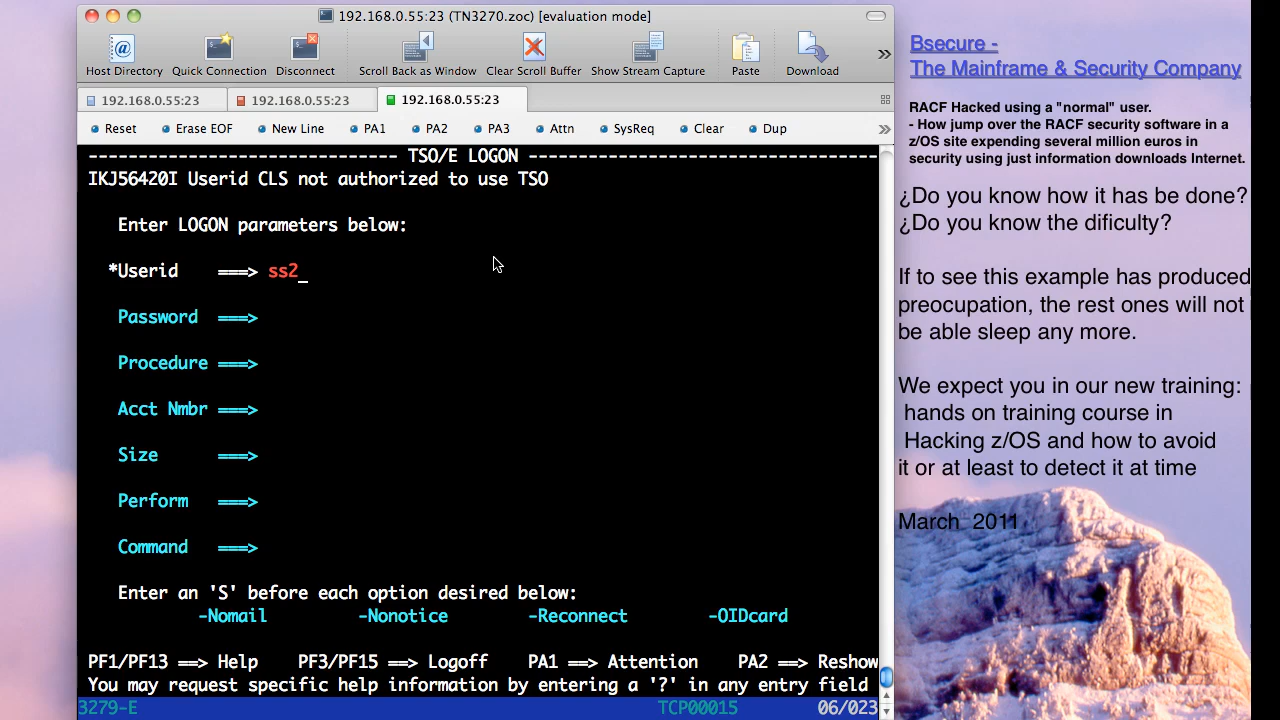 192.168.0.55:23 (TN3270.zoc) [evaluation mode]
Host Directory Quick Connection Disconnect Scroll Back as Window Clear Scroll Buffer Show Stream Capture Paste Download »
192.168.0.55:23 192.168.0.55:23 192.168.0.55:23
Reset Erase EOF New Line PA1 PA2 PA3 Attn SysReq Clear Dup »
------------------------------- TSO/E LOGON -----------------------------------
IKJ56420I Userid CLS not authorized to use TSO
Enter LOGON parameters below:
*Userid ===> ss2_
Password ===>
Procedure ===>
Acct Nmbr ===>
Size ===>
Perform ===>
Command ===>
Enter an 'S' before each option desired below:
-Nomail -Nonotice -Reconnect -OIDcard
PF1/PF13 ==> Help PF3/PF15 ==> Logoff PA1 ==> Attention PA2 ==> Reshow
You may request specific help information by entering a '?' in any entry field
3279-E TCP00015 06/023
Bsecure -
The Mainframe & Security Company
RACF Hacked using a "normal" user.
- How jump over the RACF security software in a
z/OS site expending several million euros in
security using just information downloads Internet.
¿Do you know how it has be done?
¿Do you know the dificulty?
If to see this example has produced
preocupation, the rest ones will not
be able sleep any more.
We expect you in our new training:
hands on training course in
Hacking z/OS and how to avoid
it or at least to detect it at time
March 2011